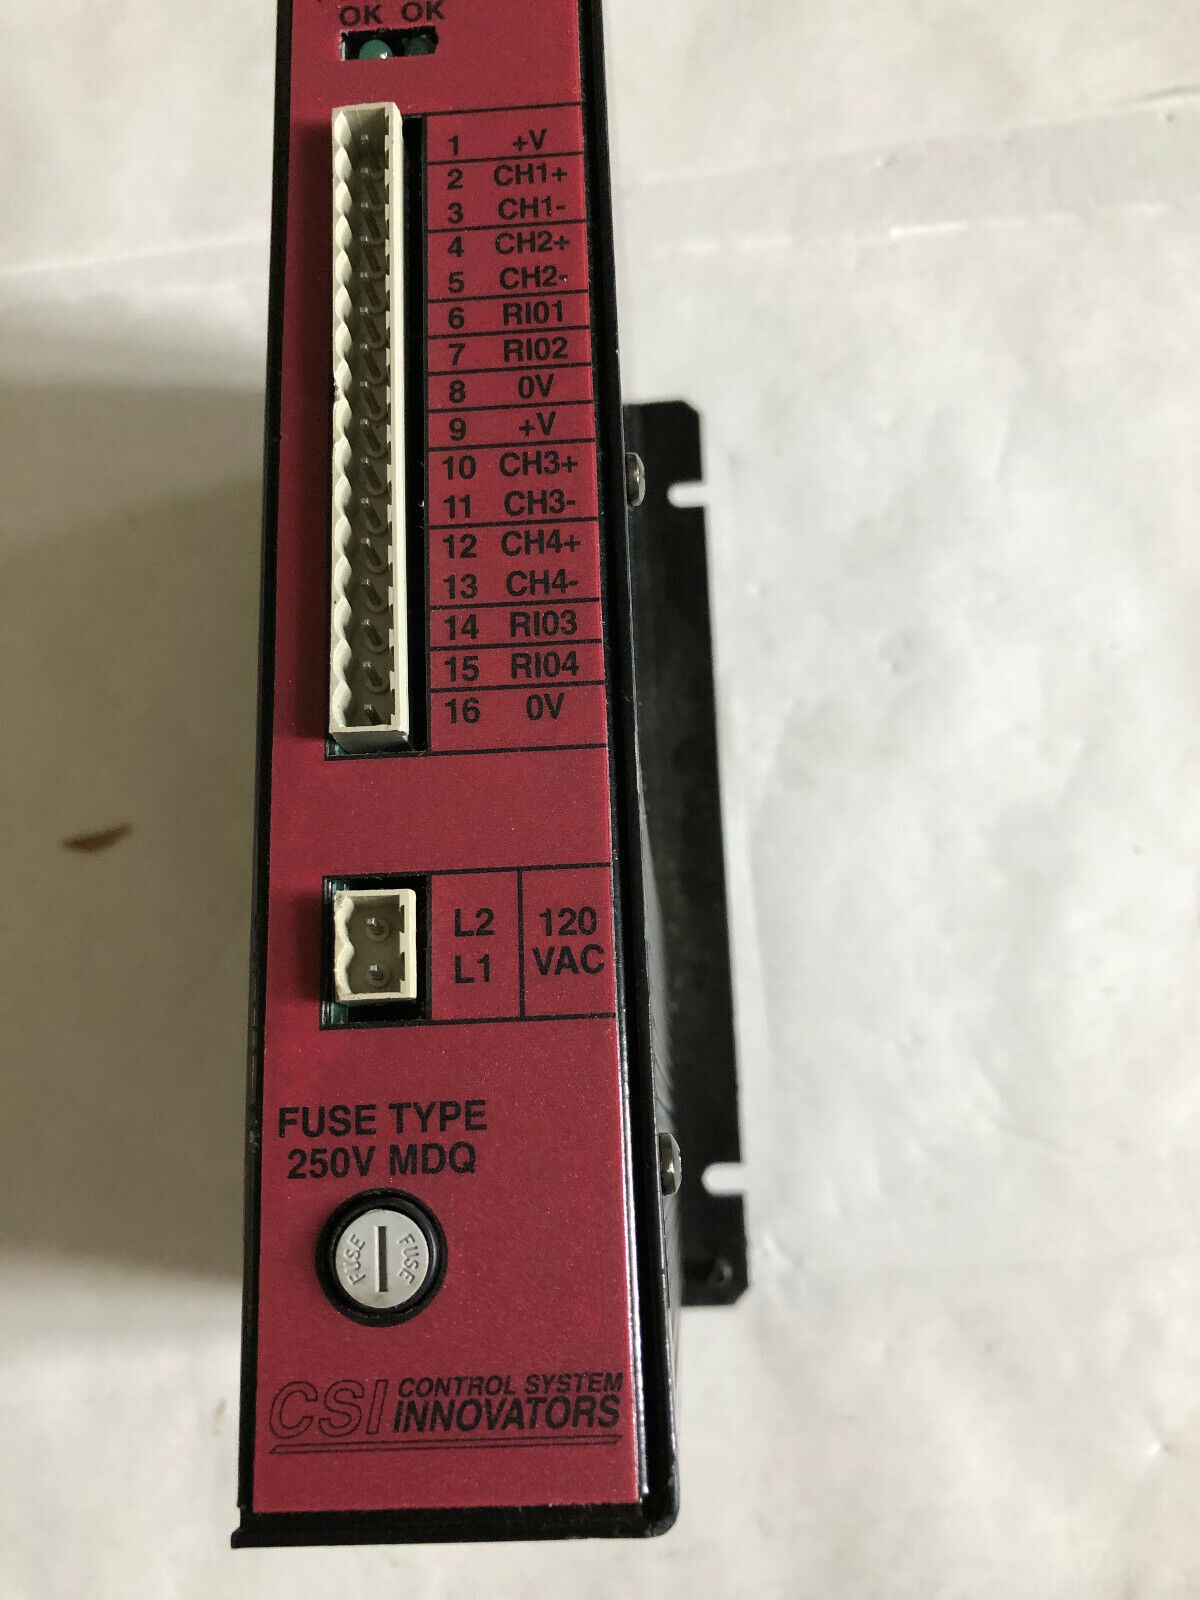 OK OK
1 +V
2 CH1+
3 CH1-
4 CH2+
5 CH2-
6 RI01
7 RI02
8 0V
9 +V
10 CH3+
11 CH3-
12 CH4+
13 CH4-
14 RI03
15 RI04
16 0V
L2 120
L1 VAC
FUSE TYPE
250V MDQ
FUSE FUSE
CSI CONTROL SYSTEM
INNOVATORS